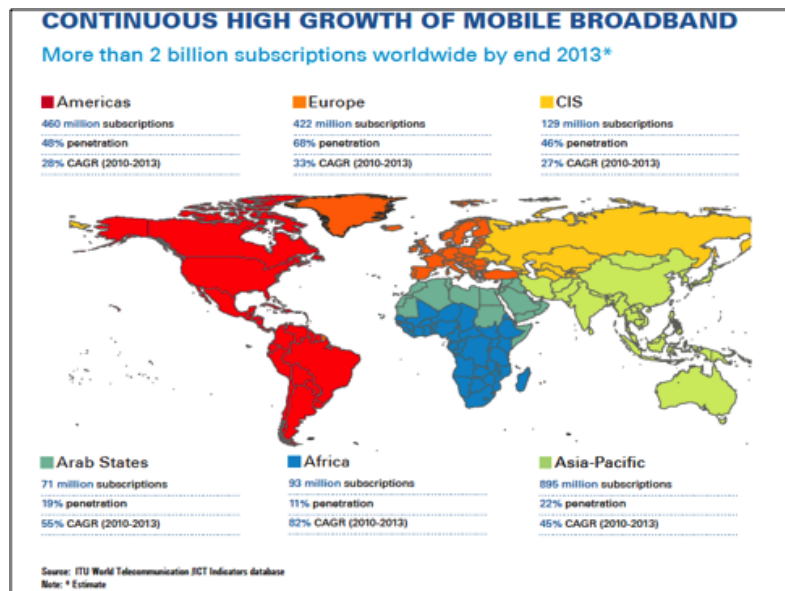 CONTINUOUS HIGH GROWTH OF MOBILE BROADBAND
More than 2 billion subscriptions worldwide by end 2013*
Americas
460 million subscriptions
48% penetration
28% CAGR (2010-2013)
Europe
422 million subscriptions
68% penetration
33% CAGR (2010-2013)
CIS
129 million subscriptions
46% penetration
27% CAGR (2010-2013)
Arab States
71 million subscriptions
19% penetration
55% CAGR (2010-2013)
Africa
93 million subscriptions
11% penetration
82% CAGR (2010-2013)
Asia-Pacific
895 million subscriptions
22% penetration
45% CAGR (2010-2013)
Source: ITU World Telecommunication /ICT Indicators database
Note: * Estimate